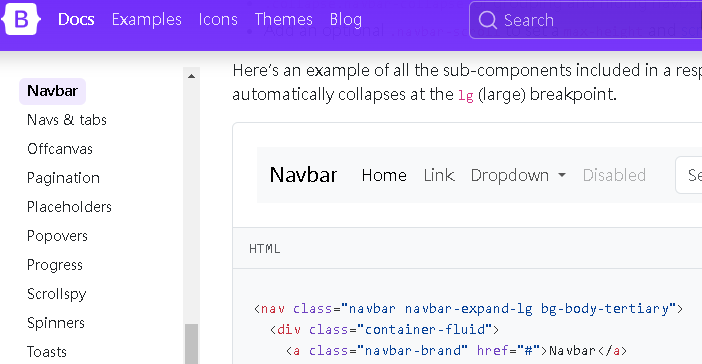 B Docs Examples Icons Themes Blog Search
Navbar
Navs & tabs
Offcanvas
Pagination
Placeholders
Popovers
Progress
Scrollspy
Spinners
Toasts
Here's an example of all the sub-components included in a resp
automatically collapses at the lg (large) breakpoint.
Navbar Home Link Dropdown Disabled Se
HTML
<nav class="navbar navbar-expand-lg bg-body-tertiary">
<div class="container-fluid">
<a class="navbar-brand" href="#">Navbar</a>